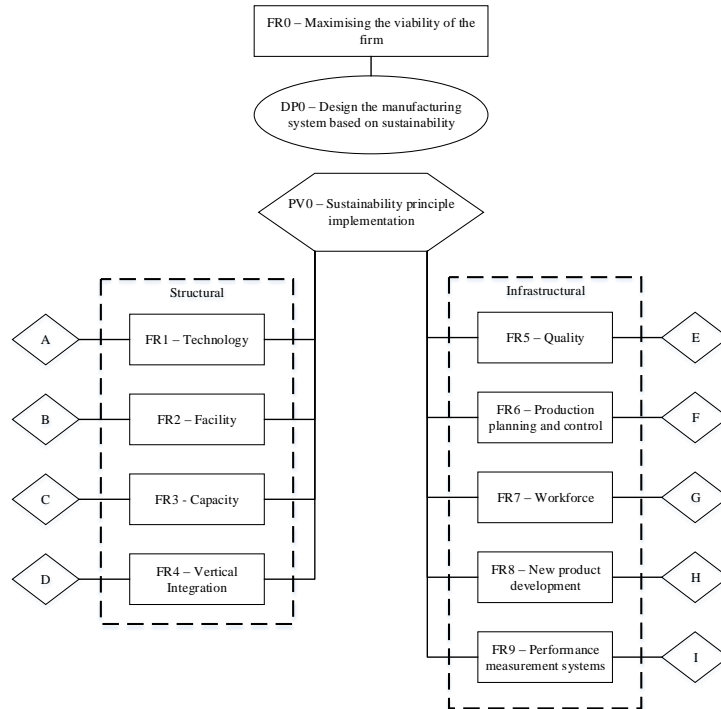 FR0 – Maximising the viability of the
firm
DP0 – Design the manufacturing
system based on sustainability
PV0 – Sustainability principle
implementation
Structural
A
FR1 – Technology
B
FR2 – Facility
C
FR3 - Capacity
D
FR4 – Vertical
Integration
Infrastructural
FR5 – Quality
E
FR6 – Production
planning and control
F
FR7 – Workforce
G
FR8 – New product
development
H
FR9 – Performance
measurement systems
I